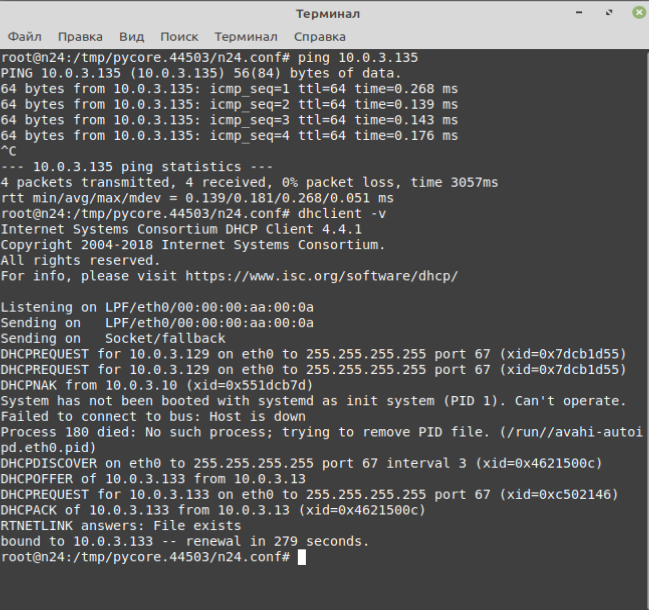 Терминал
Файл Правка Вид Поиск Терминал Справка
root@n24:/tmp/pycore.44503/n24.conf# ping 10.0.3.135
PING 10.0.3.135 (10.0.3.135) 56(84) bytes of data.
64 bytes from 10.0.3.135: icmp_seq=1 ttl=64 time=0.268 ms
64 bytes from 10.0.3.135: icmp_seq=2 ttl=64 time=0.139 ms
64 bytes from 10.0.3.135: icmp_seq=3 ttl=64 time=0.143 ms
64 bytes from 10.0.3.135: icmp_seq=4 ttl=64 time=0.176 ms
^C
--- 10.0.3.135 ping statistics ---
4 packets transmitted, 4 received, 0% packet loss, time 3057ms
rtt min/avg/max/mdev = 0.139/0.181/0.268/0.051 ms
root@n24:/tmp/pycore.44503/n24.conf# dhclient -v
Internet Systems Consortium DHCP Client 4.4.1
Copyright 2004-2018 Internet Systems Consortium.
All rights reserved.
For info, please visit https://www.isc.org/software/dhcp/
Listening on LPF/eth0/00:00:00:aa:00:0a
Sending on   LPF/eth0/00:00:00:aa:00:0a
Sending on   Socket/fallback
DHCPREQUEST for 10.0.3.129 on eth0 to 255.255.255.255 port 67 (xid=0x7dcb1d55)
DHCPREQUEST for 10.0.3.129 on eth0 to 255.255.255.255 port 67 (xid=0x7dcb1d55)
DHCPNAK from 10.0.3.10 (xid=0x551dcb7d)
System has not been booted with systemd as init system (PID 1). Can't operate.
Failed to connect to bus: Host is down
Process 180 died: No such process; trying to remove PID file. (/run//avahi-autoi
pd.eth0.pid)
DHCPDISCOVER on eth0 to 255.255.255.255 port 67 interval 3 (xid=0x4621500c)
DHCPOFFER of 10.0.3.133 from 10.0.3.13
DHCPREQUEST for 10.0.3.133 on eth0 to 255.255.255.255 port 67 (xid=0xc502146)
DHCPACK of 10.0.3.133 from 10.0.3.13 (xid=0x4621500c)
RTNETLINK answers: File exists
bound to 10.0.3.133 -- renewal in 279 seconds.
root@n24:/tmp/pycore.44503/n24.conf#